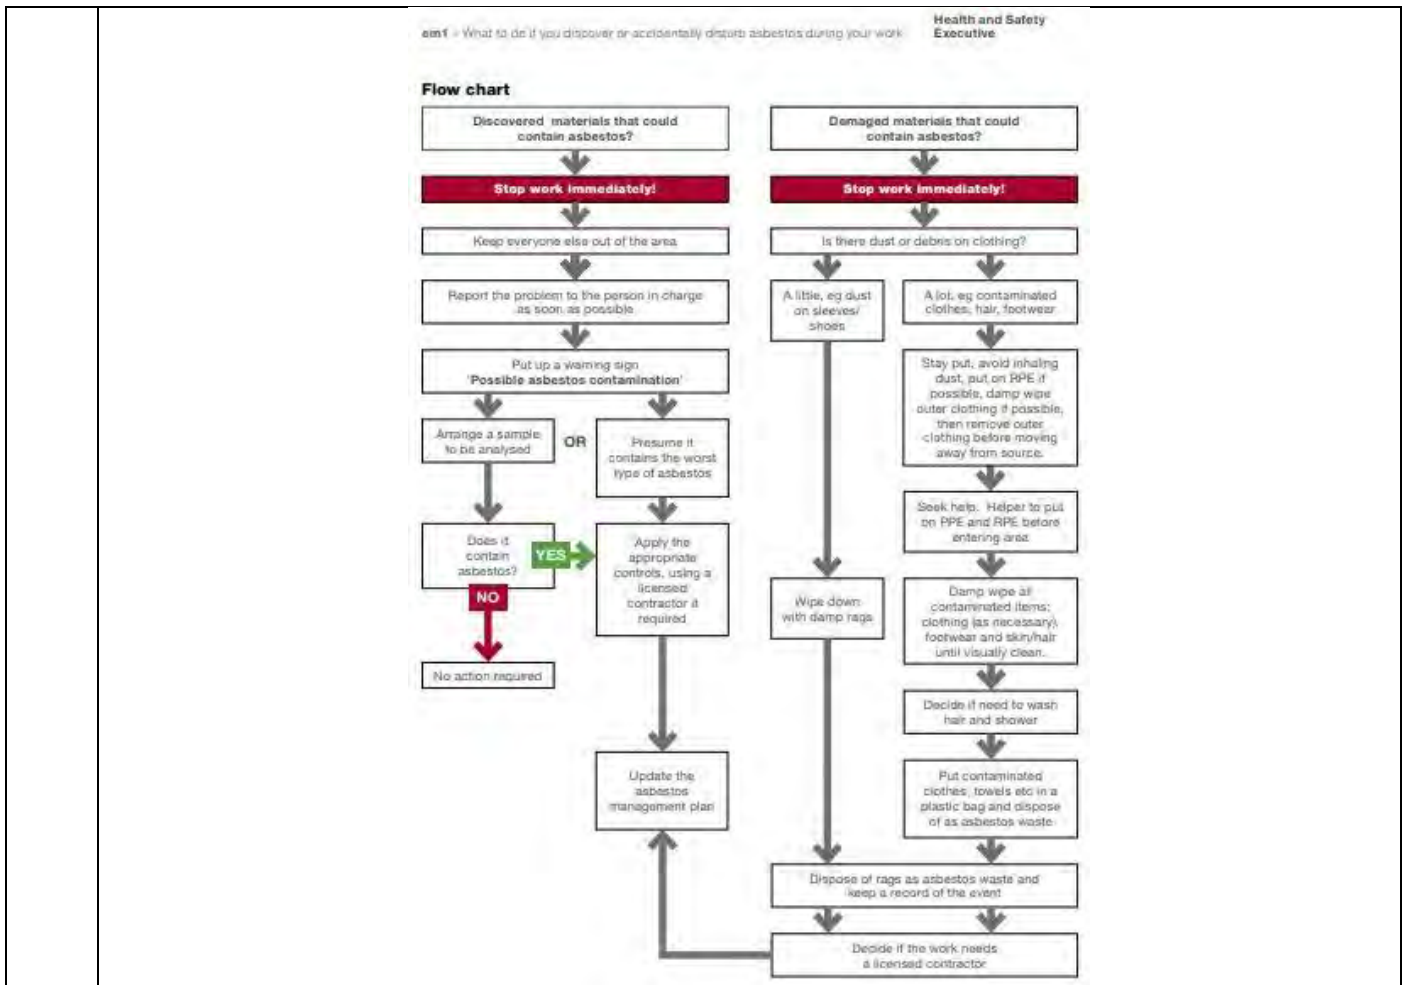 em1 – What to do if you discover or accidentally disturb asbestos during your work
Health and Safety
Executive
Flow chart
Discovered materials that could
contain asbestos?
Stop work immediately!
Keep everyone else out of the area
Report the problem to the person in charge
as soon as possible
Put up a warning sign
'Possible asbestos contamination'
Arrange a sample
to be analysed
OR
Presume it
contains the worst
type of asbestos
Does it
contain
asbestos?
YES
NO
No action required
Apply the
appropriate
controls, using a
licensed
contractor if
required
Update the
asbestos
management plan
Damaged materials that could
contain asbestos?
Stop work immediately!
Is there dust or debris on clothing?
A little, eg dust
on sleeves/
shoes
Wipe down
with damp rags
A lot, eg contaminated
clothes, hair, footwear
Stay put, avoid inhaling
dust, put on RPE if
possible, damp wipe
outer clothing if possible,
then remove outer
clothing before moving
away from source.
Seek help. Helper to put
on PPE and RPE before
entering area
Damp wipe all
contaminated items;
clothing (as necessary),
footwear and skin/hair
until visually clean.
Decide if need to wash
hair and shower
Put contaminated
clothes, towels etc in a
plastic bag and dispose
of as asbestos waste
Dispose of rags as asbestos waste and
keep a record of the event
Decide if the work needs
a licensed contractor